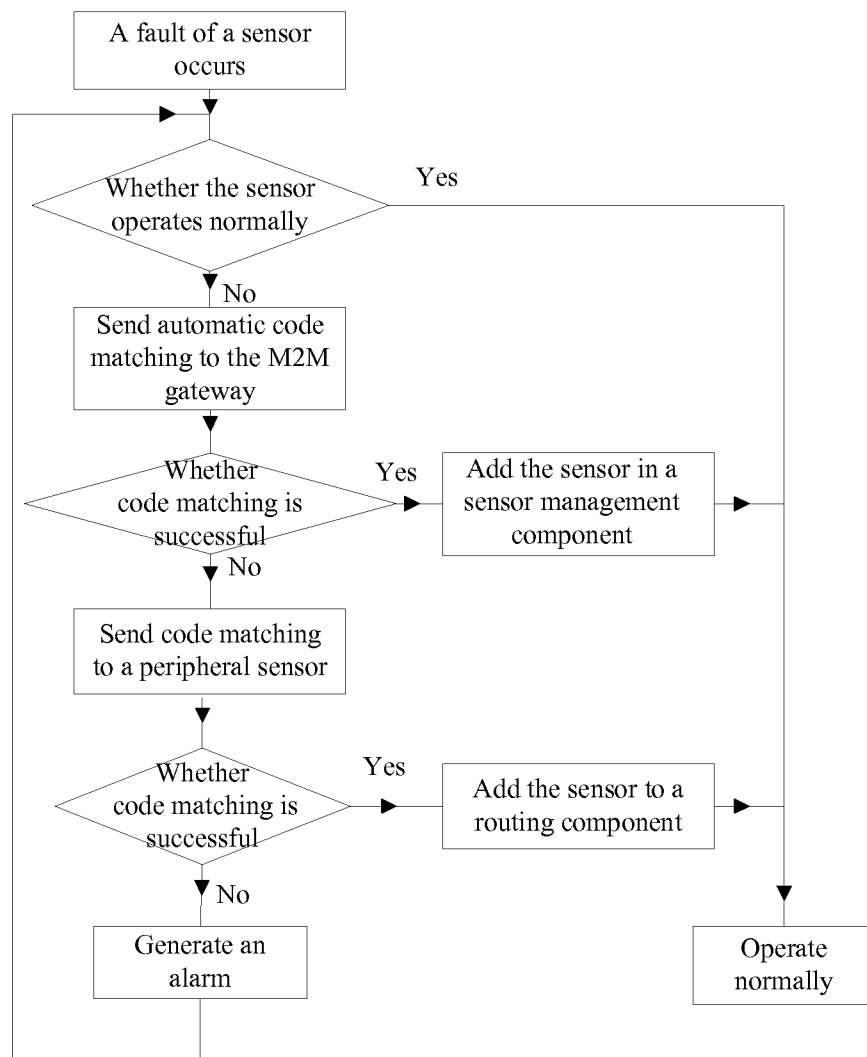 A fault of a sensor
occurs
Whether the sensor
operates normally
Yes
No
Send automatic code
matching to the M2M
gateway
Whether
code matching is
successful
Yes
Add the sensor in a
sensor management
component
No
Send code matching
to a peripheral sensor
Whether
code matching is
successful
Yes
Add the sensor to a
routing component
No
Generate an
alarm
Operate
normally